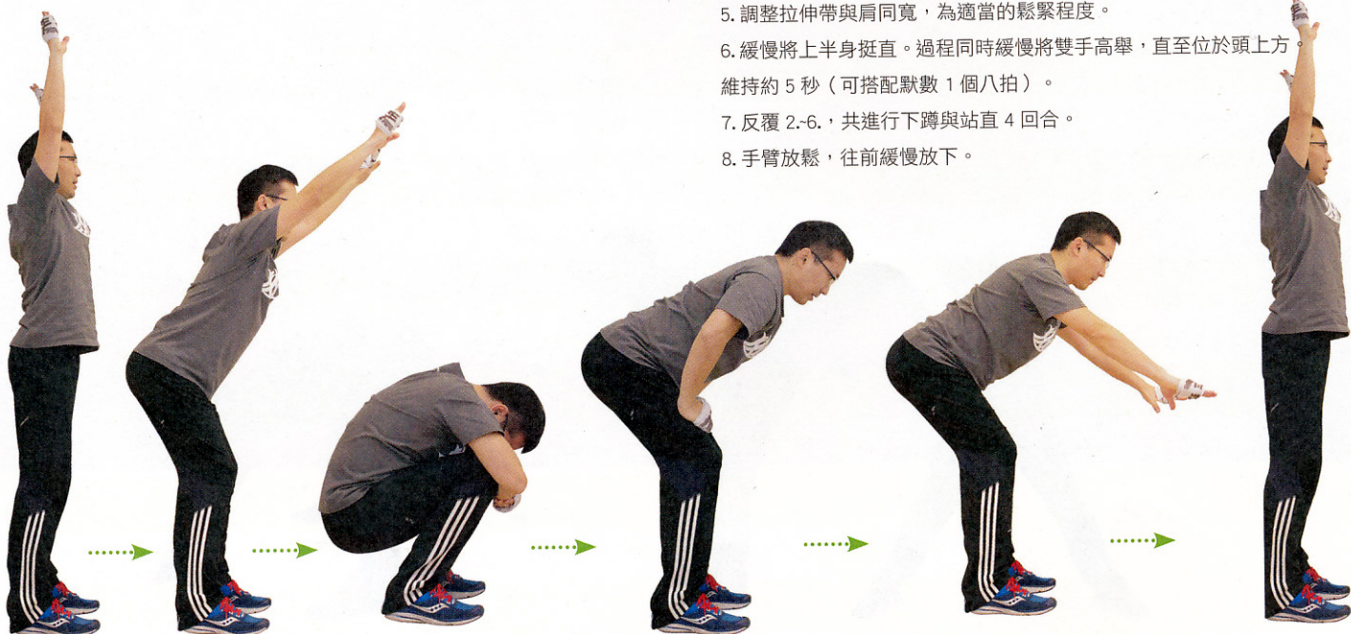 5. 調整拉伸帶與肩同寬，為適當的鬆緊程度。
6. 緩慢將上半身挺直。過程同時緩慢將雙手高舉，直至位於頭上方。
維持約 5 秒（可搭配默數 1 個八拍）。
7. 反覆 2.~6.，共進行下蹲與站直 4 回合。
8. 手臂放鬆，往前緩慢放下。